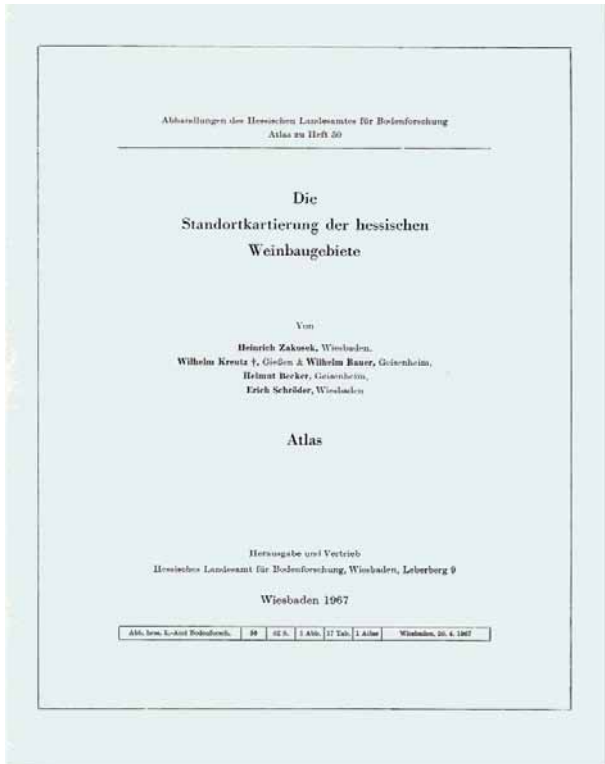 Abhandlungen des Hessischen Landesamtes für Bodenforschung
Atlas zu Heft 50
Die
Standortkartierung der hessischen
Weinbaugebiete
Von
Heinrich Zakosek, Wiesbaden,
Wilhelm Kreutz †, Gießen & Wilhelm Bauer, Geisenheim,
Helmut Becker, Geisenheim,
Erich Schröder, Wiesbaden
Atlas
Herausgabe und Vertrieb
Hessisches Landesamt für Bodenforschung, Wiesbaden, Leberberg 9
Wiesbaden 1967
Abh. hess. L.-Amt Bodenforsch. 50 82 S. 1 Abb. 17 Tab. 1 Atlas Wiesbaden, 20. 4. 1967